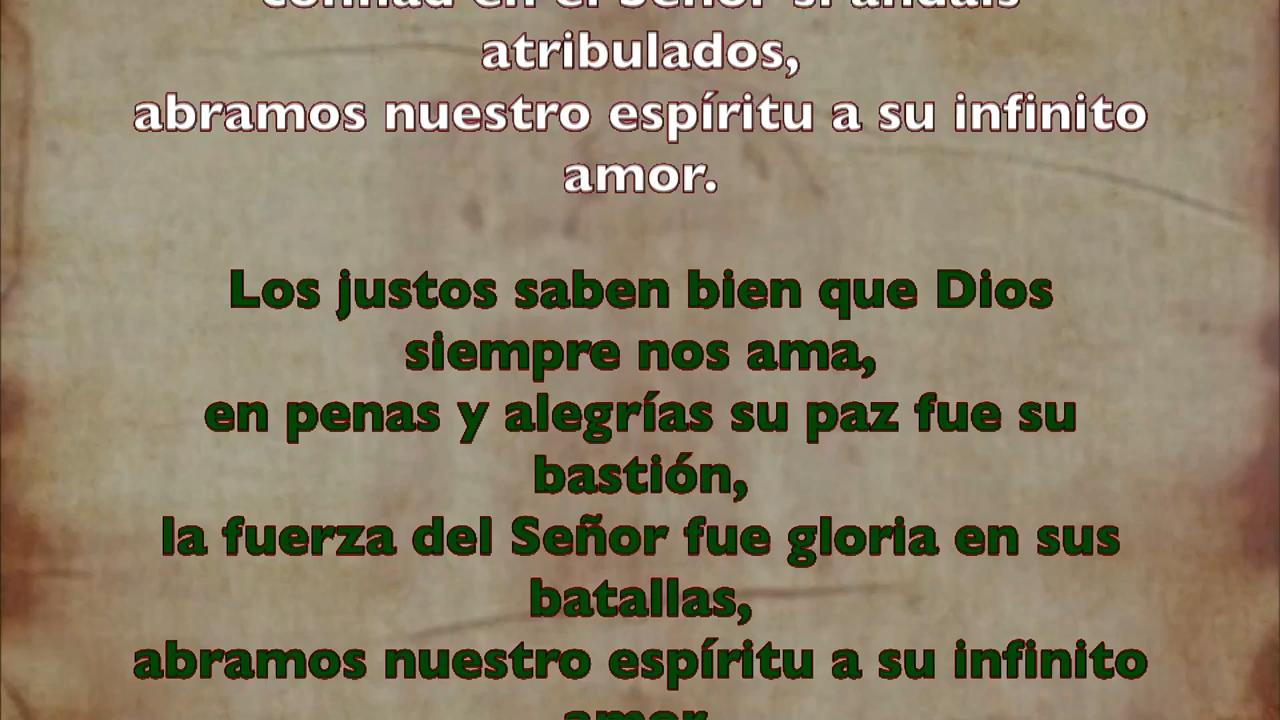 confiad en el Señor si andáis
atribulados,
abramos nuestro espíritu a su infinito
amor.
Los justos saben bien que Dios
siempre nos ama,
en penas y alegrías su paz fue su
bastión,
la fuerza del Señor fue gloria en sus
batallas,
abramos nuestro espíritu a su infinito
amor.